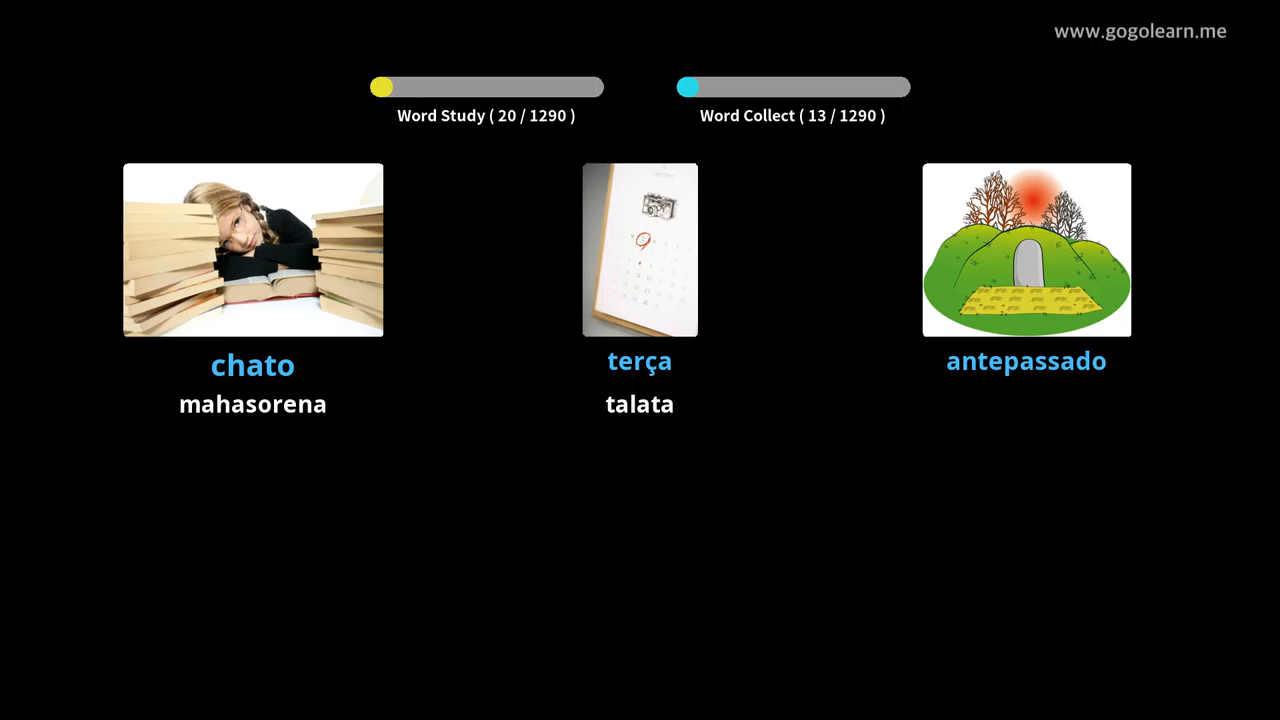 www.gogolearn.me
Word Study ( 20 / 1290 )
Word Collect ( 13 / 1290 )
chato
terça
antepassado
mahasorena
talata